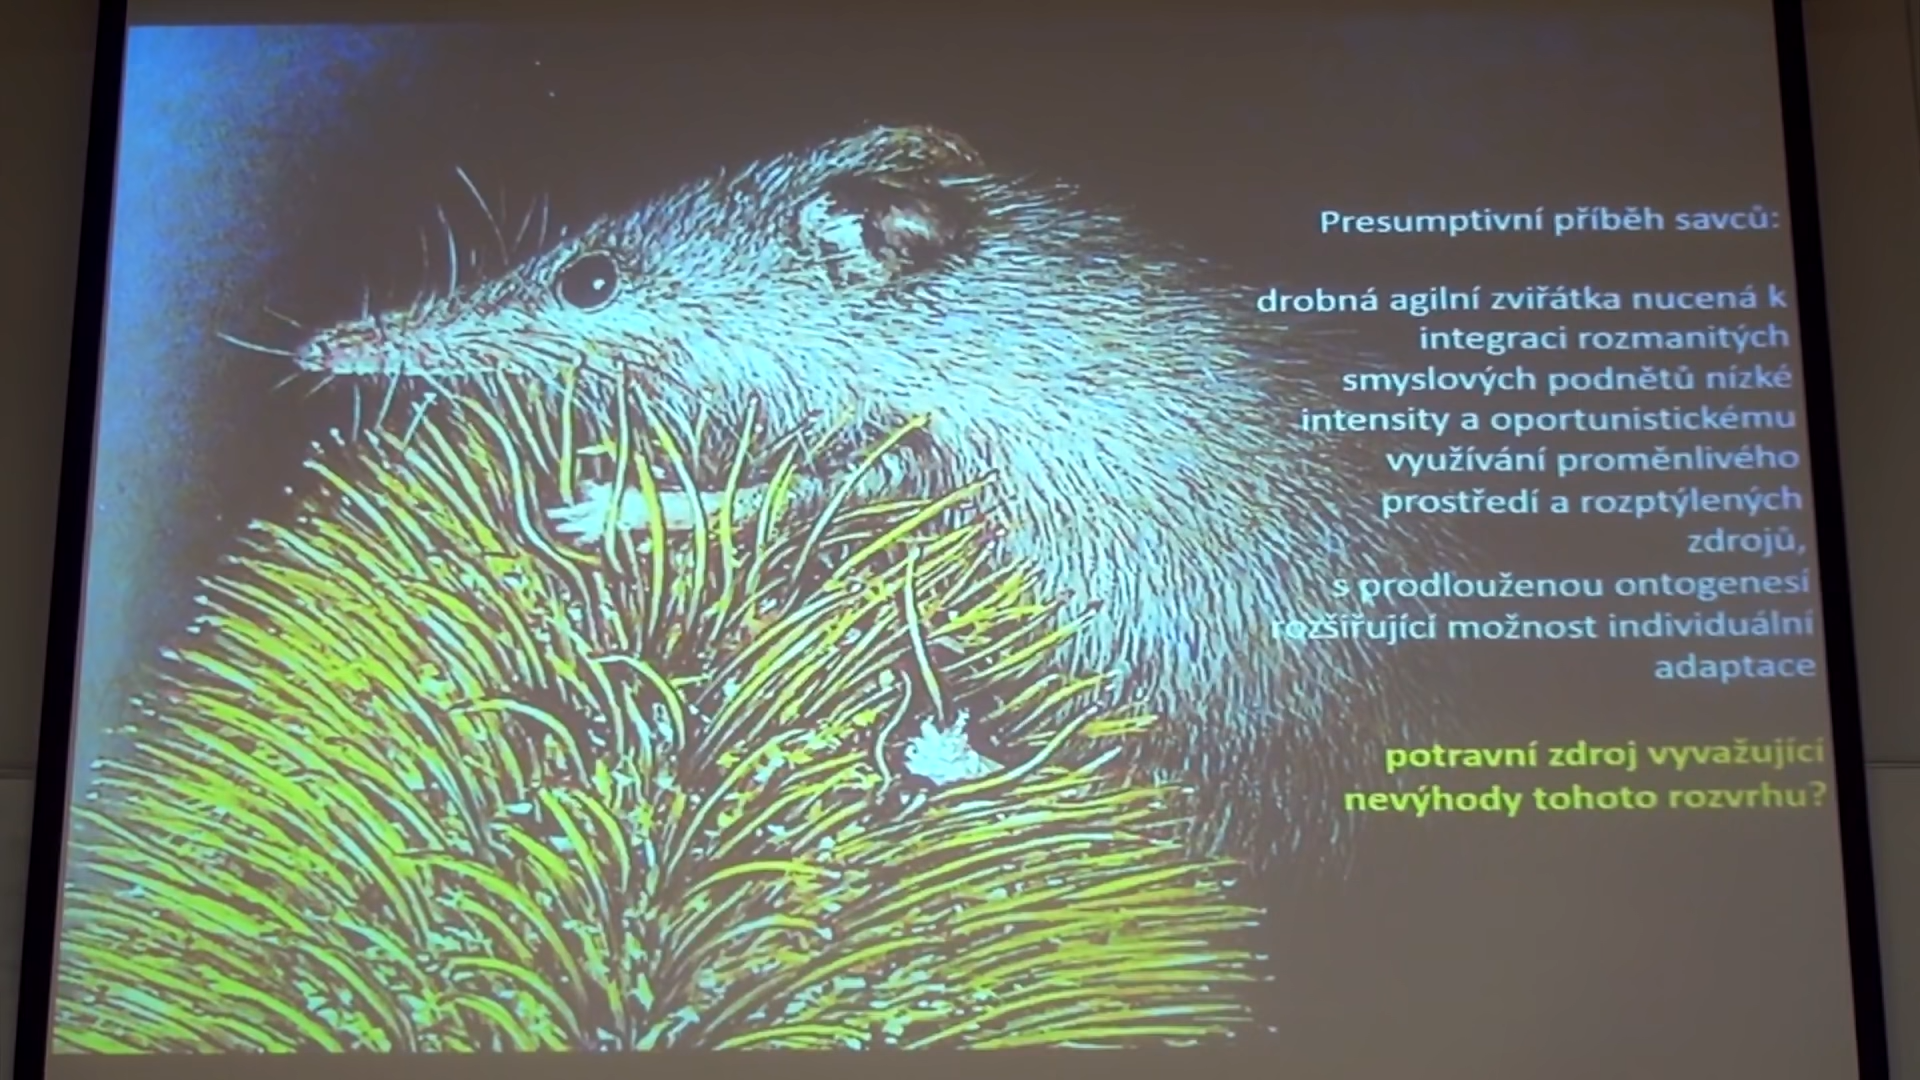 Presumptivní příběh savců:
drobná agilní zviřátka nucená k
integraci rozmanitých
smyslových podnětů nízké
intensity a oportunistickému
využívání proměnlivého
prostředí a rozptýlených
zdrojů,
s prodlouženou ontogenesí
rozšiřující možnost individuální
adaptace
potravní zdroj vyvažující
nevýhody tohoto rozvrhu?